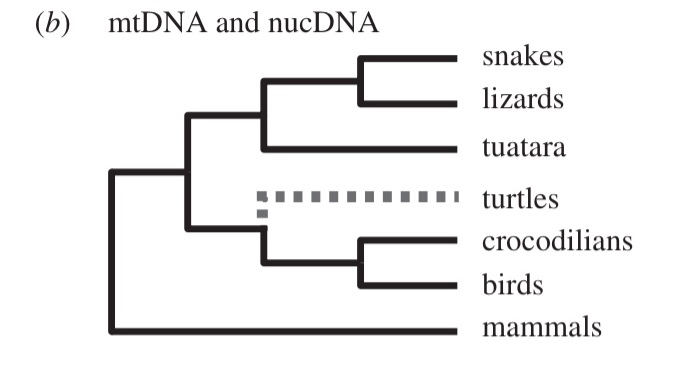 (b) mtDNA and nucDNA
snakes
lizards
tuatara
turtles
crocodilians
birds
mammals